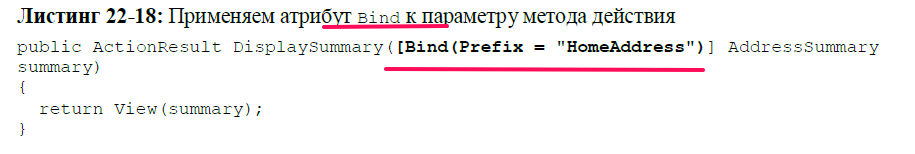 Листинг 22-18: Применяем атрибут Bind к параметру метода действия
public ActionResult DisplaySummary([Bind(Prefix = "HomeAddress")] AddressSummary
summary)
{
  return View(summary);
}